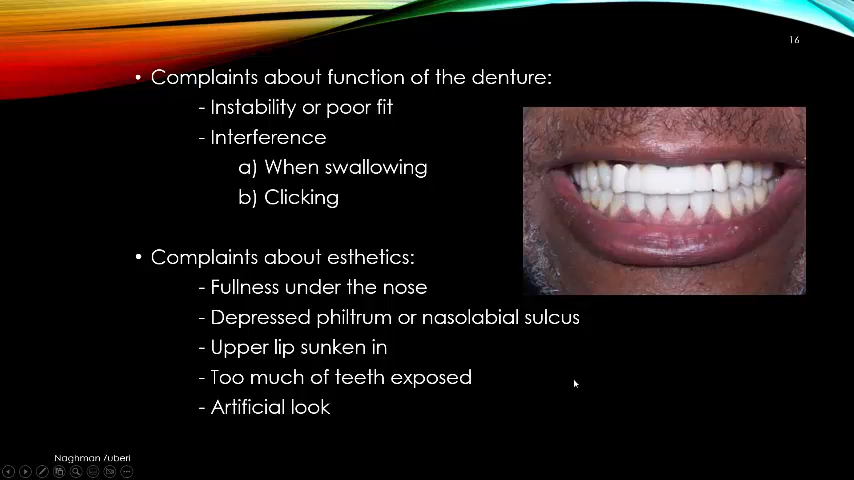 16
• Complaints about function of the denture:
- Instability or poor fit
- Interference
a) When swallowing
b) Clicking
• Complaints about esthetics:
- Fullness under the nose
- Depressed philtrum or nasolabial sulcus
- Upper lip sunken in
- Too much of teeth exposed
- Artificial look
Naghman Zuberi